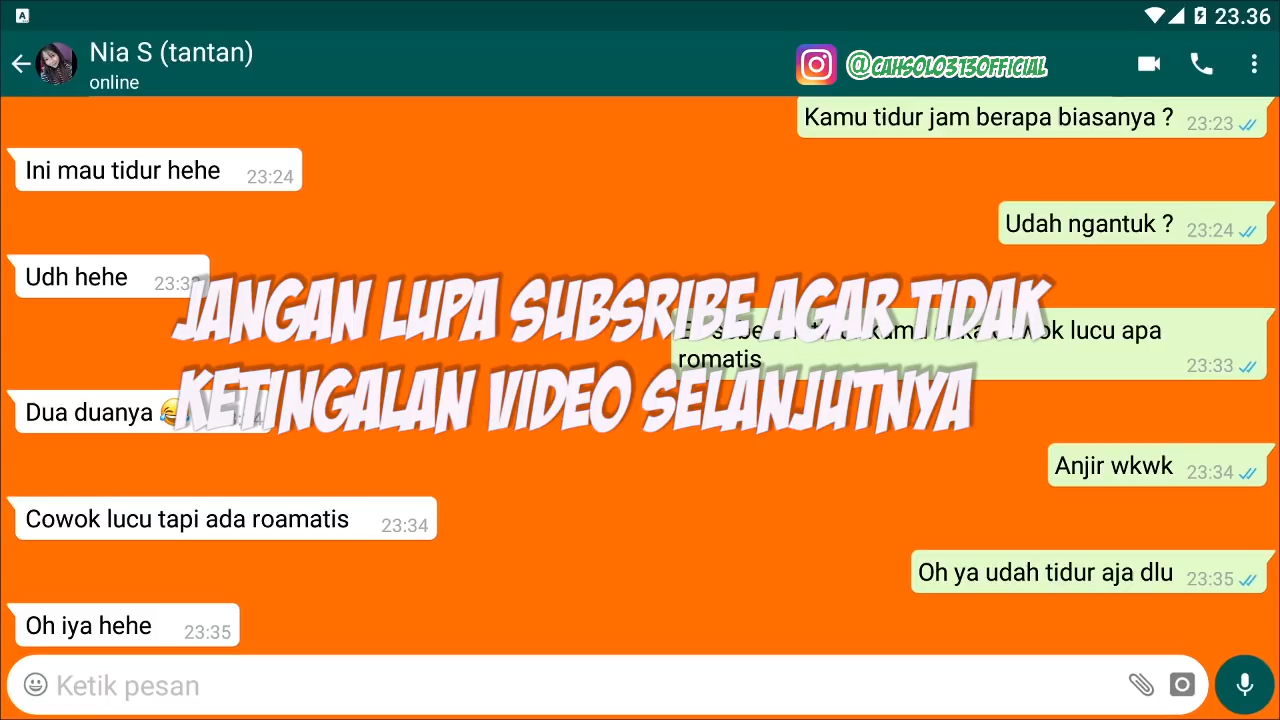 23.36
Nia S (tantan)
online
@CAHSOLO313OFFICIAL
Kamu tidur jam berapa biasanya ? 23:23
Ini mau tidur hehe 23:24
Udah ngantuk ? 23:24
Udh hehe
JANGAN LUPA SUBSRIBE AGAR TIDAK
lucu apa
romatis 23:33
KETINGALAN VIDEO SELANJUTNYA
Dua duanya 😂
Anjir wkwk 23:34
Cowok lucu tapi ada roamatis 23:34
Oh ya udah tidur aja dlu 23:35
Oh iya hehe 23:35
Ketik pesan